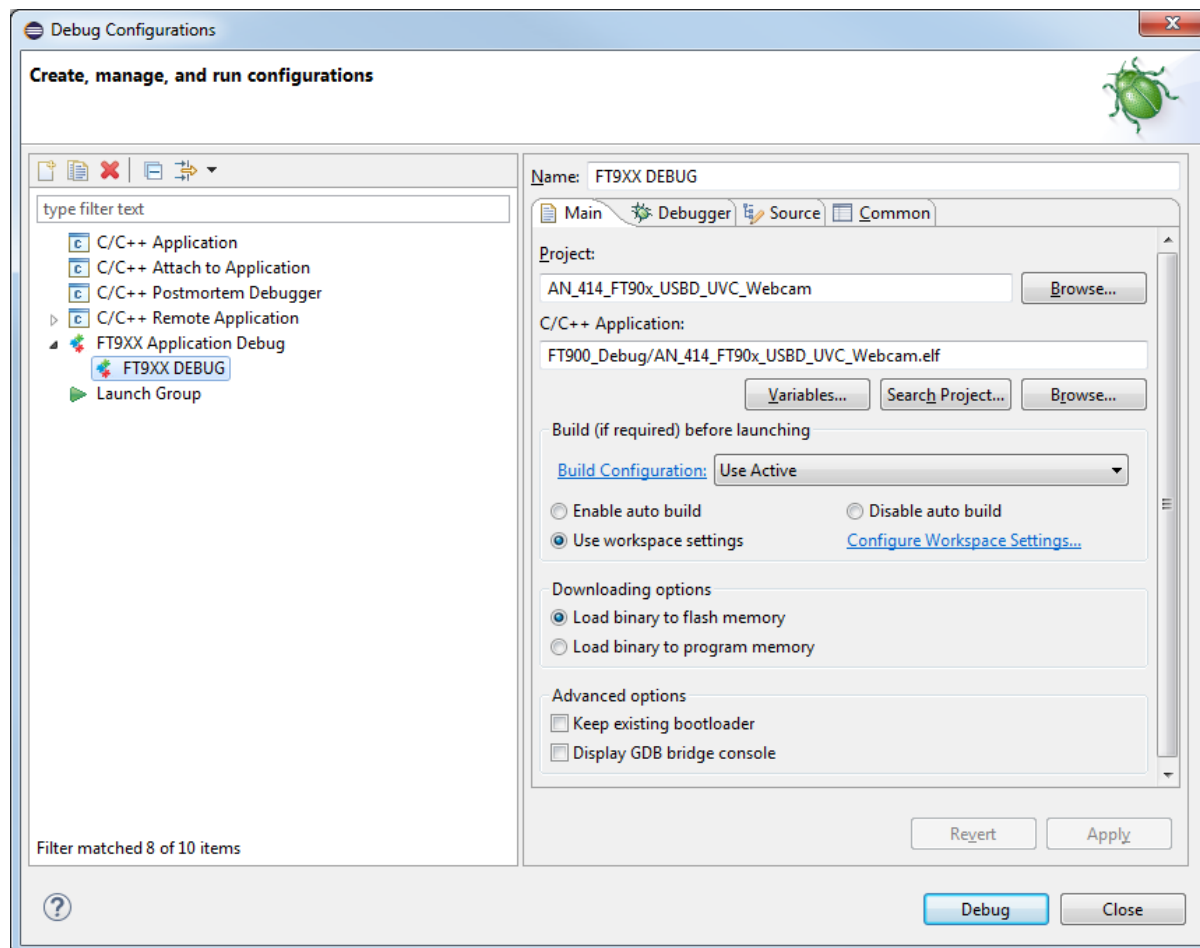 Debug Configurations
Create, manage, and run configurations
type filter text
C/C++ Application
C/C++ Attach to Application
C/C++ Postmortem Debugger
C/C++ Remote Application
FT9XX Application Debug
FT9XX DEBUG
Launch Group
Filter matched 8 of 10 items
Name: FT9XX DEBUG
Main Debugger Source Common
Project:
AN_414_FT90x_USBD_UVC_Webcam Browse...
C/C++ Application:
FT900_Debug/AN_414_FT90x_USBD_UVC_Webcam.elf
Variables... Search Project... Browse...
Build (if required) before launching
Build Configuration: Use Active
Enable auto build Disable auto build
Use workspace settings Configure Workspace Settings...
Downloading options
Load binary to flash memory
Load binary to program memory
Advanced options
Keep existing bootloader
Display GDB bridge console
Revert Apply
Debug Close